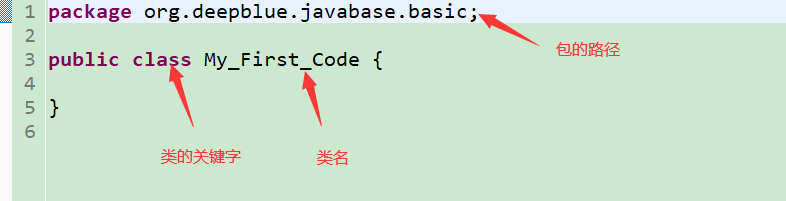 1 package org.deepblue.javabase.basic;
包的路径
2
3 public class My_First_Code {
4
5 }
6
类的关键字
类名